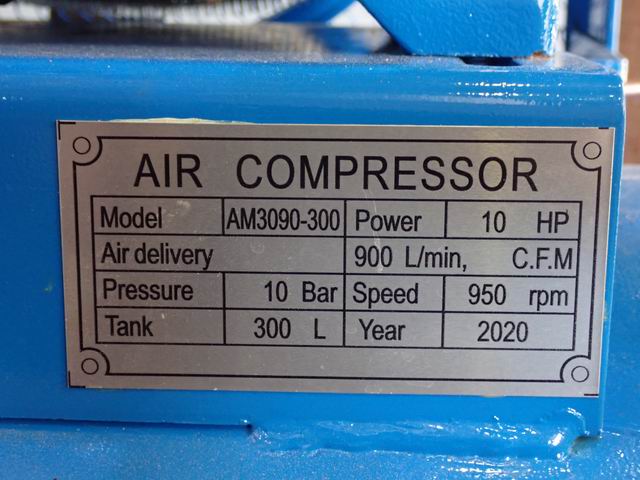 AIR COMPRESSOR
Model AM3090-300 Power 10 HP
Air delivery 900 L/min, C.F.M
Pressure 10 Bar Speed 950 rpm
Tank 300 L Year 2020